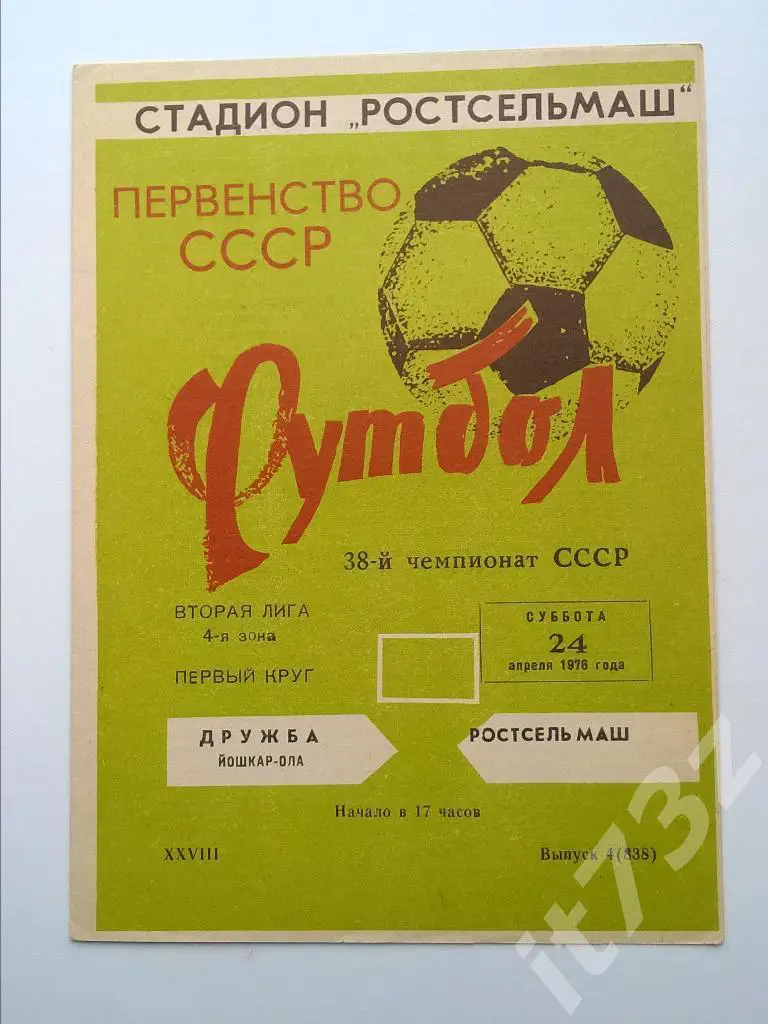 СТАДИОН „РОСТСЕЛЬМАШ"
ПЕРВЕНСТВО
СССР
Футбол
38-й чемпионат СССР
ВТОРАЯ ЛИГА
4-я зона
ПЕРВЫЙ КРУГ
СУББОТА
24
апреля 1976 года
ДРУЖБА
ЙОШКАР-ОЛА
РОСТСЕЛЬМАШ
Начало в 17 часов
XXVIII
Выпуск 4(838)
it73z